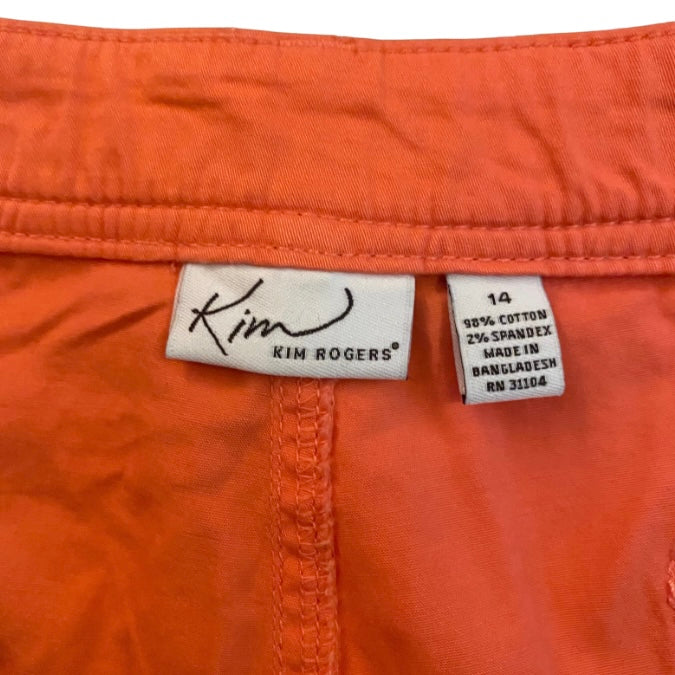 Kim
KIM ROGERS®
14
98% COTTON
2% SPANDEX
MADE IN
BANGLADESH
RN 31104